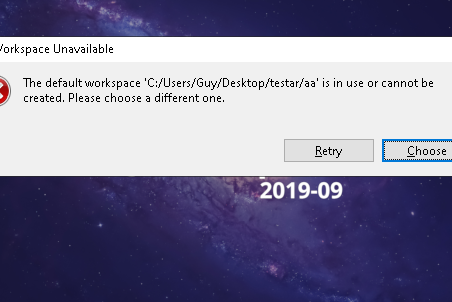 Workspace Unavailable
The default workspace 'C:/Users/Guy/Desktop/testar/aa' is in use or cannot be
created. Please choose a different one.
Retry
Choose
2019-09